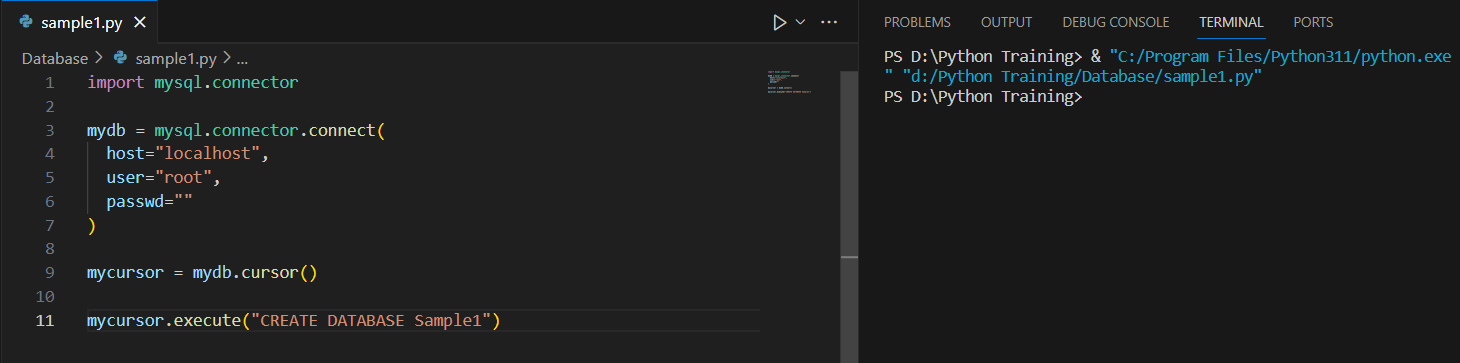 sample1.py
Database > sample1.py > ...
1 import mysql.connector
2
3 mydb = mysql.connector.connect(
4   host="localhost",
5   user="root",
6   passwd=""
7 )
8
9 mycursor = mydb.cursor()
10
11 mycursor.execute("CREATE DATABASE Sample1")
PROBLEMS OUTPUT DEBUG CONSOLE TERMINAL PORTS
PS D:\Python Training> & "C:/Program Files/Python311/python.exe
" "d:/Python Training/Database/sample1.py"
PS D:\Python Training>